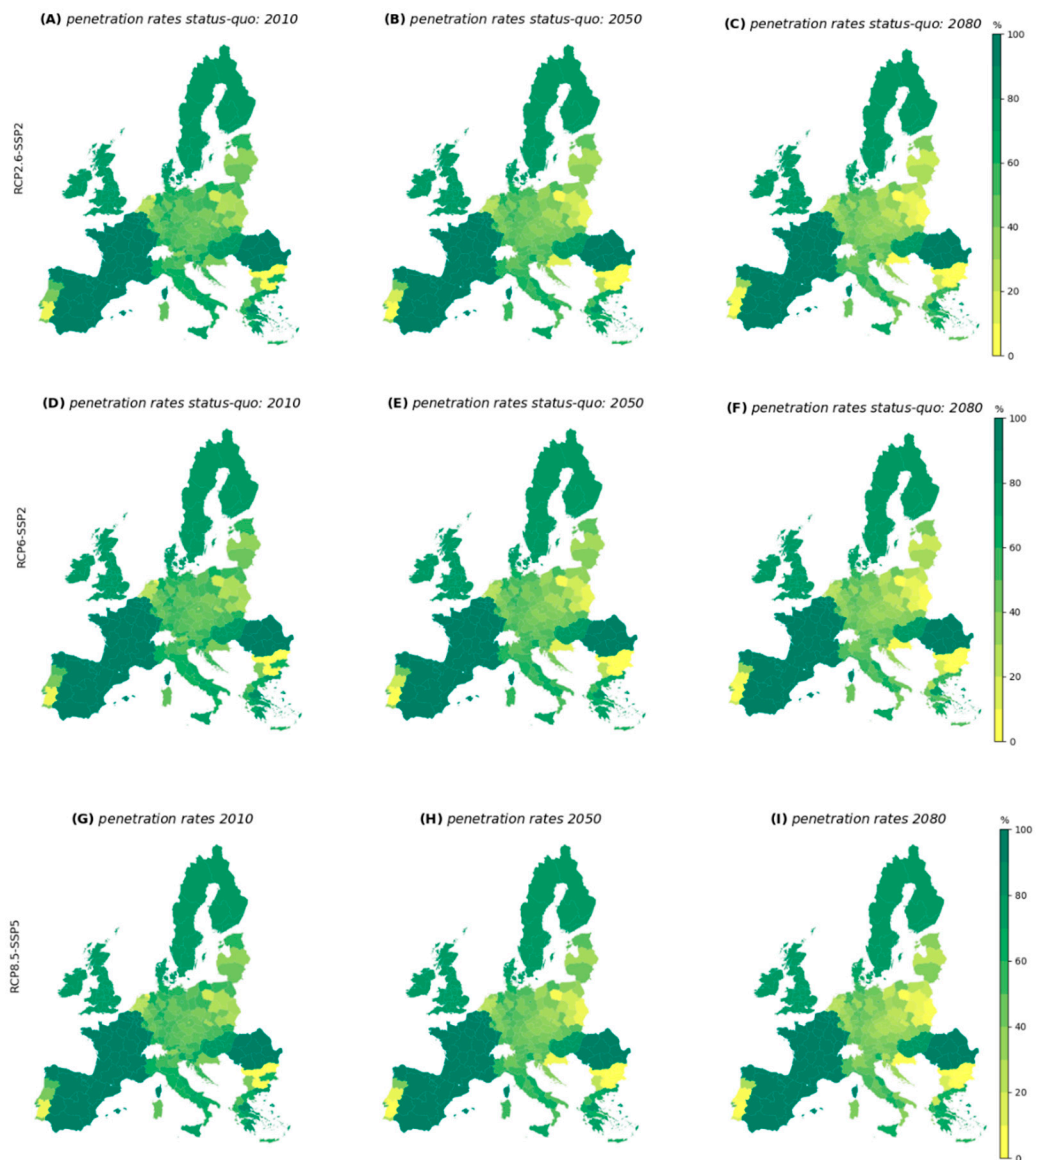 (A) penetration rates status-quo: 2010
(B) penetration rates status-quo: 2050
(C) penetration rates status-quo: 2080
%
100
80
60
40
20
0
RCP2.6-SSP2
(D) penetration rates status-quo: 2010
(E) penetration rates status-quo: 2050
(F) penetration rates status-quo: 2080
%
100
80
60
40
20
0
RCP6-SSP2
(G) penetration rates 2010
(H) penetration rates 2050
(I) penetration rates 2080
%
100
80
60
40
20
0
RCP8.5-SSP5